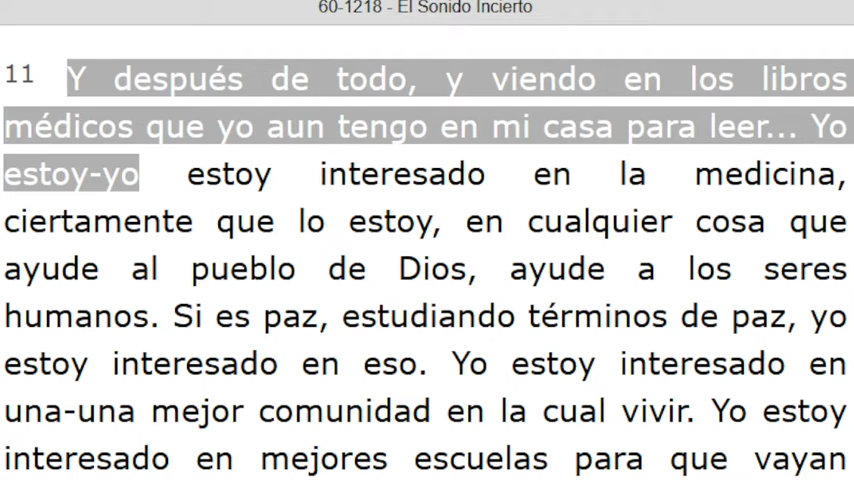 60-1218 - El Sonido Incierto
11 Y después de todo, y viendo en los libros
médicos que yo aun tengo en mi casa para leer... Yo
estoy-yo estoy interesado en la medicina,
ciertamente que lo estoy, en cualquier cosa que
ayude al pueblo de Dios, ayude a los seres
humanos. Si es paz, estudiando términos de paz, yo
estoy interesado en eso. Yo estoy interesado en
una-una mejor comunidad en la cual vivir. Yo estoy
interesado en mejores escuelas para que vayan